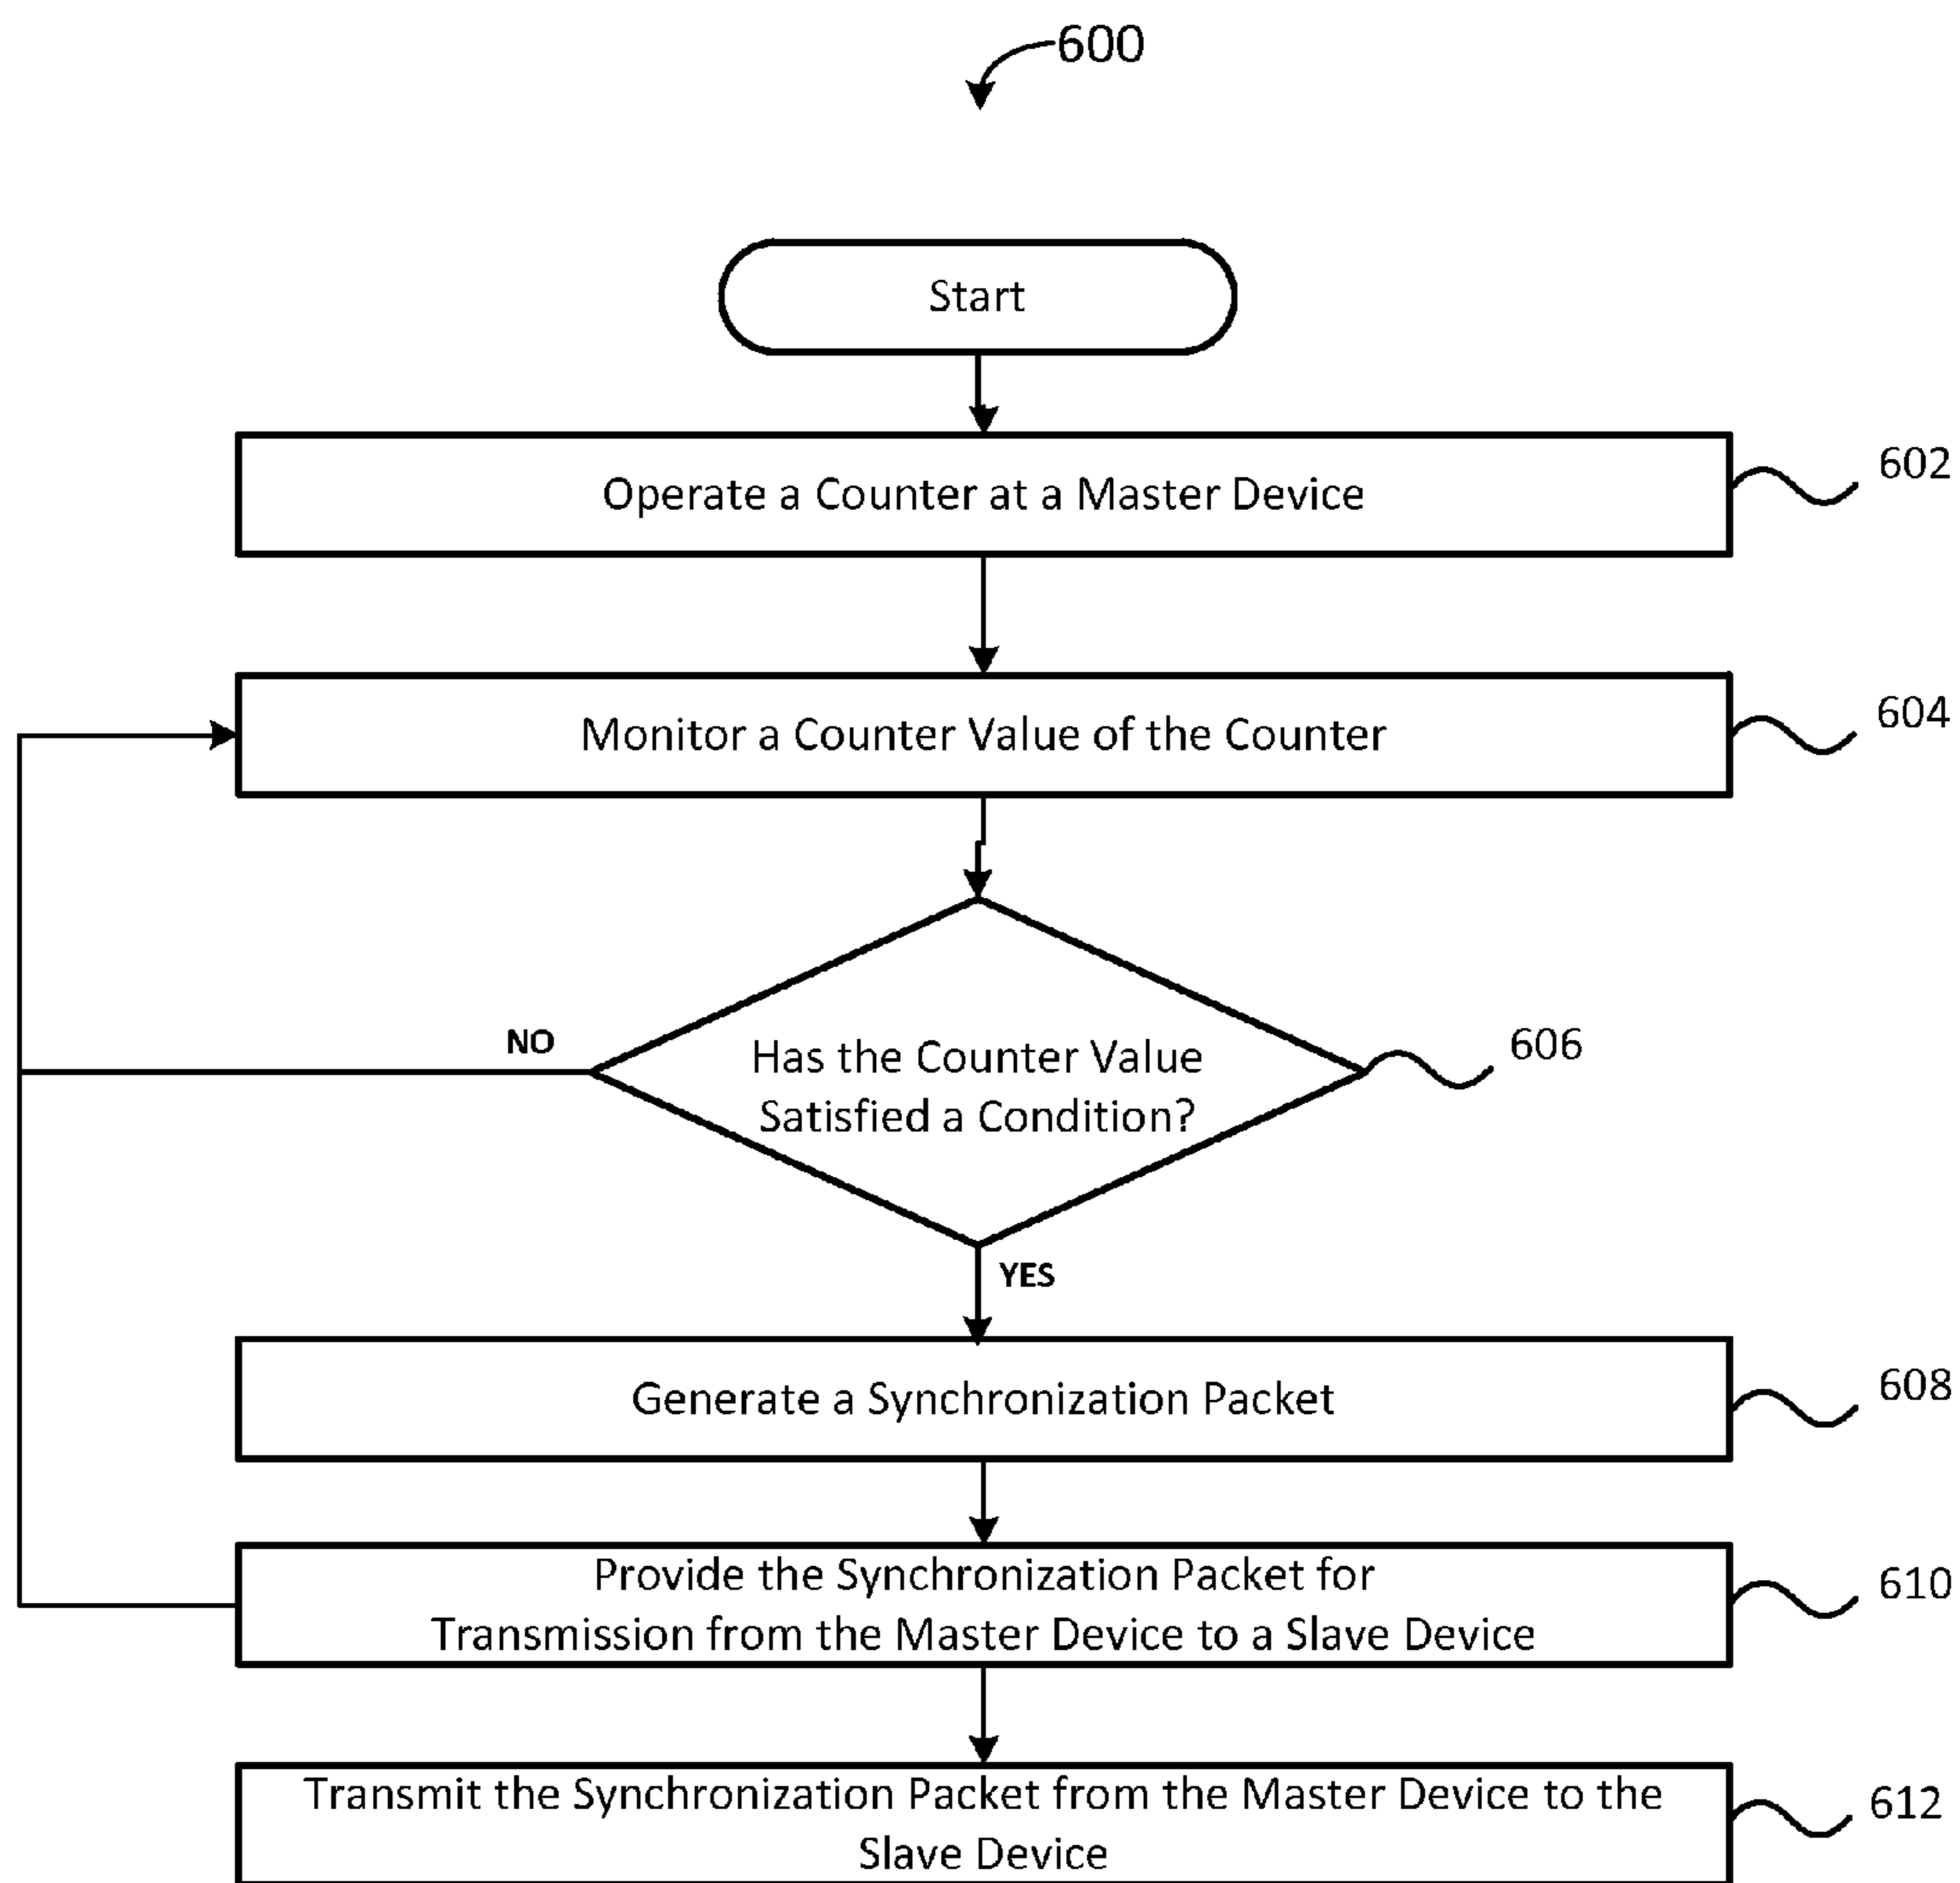 600
Start
Operate a Counter at a Master Device
602
Monitor a Counter Value of the Counter
604
NO
Has the Counter Value
Satisfied a Condition?
606
YES
Generate a Synchronization Packet
608
Provide the Synchronization Packet for
Transmission from the Master Device to a Slave Device
610
Transmit the Synchronization Packet from the Master Device to the
Slave Device
612